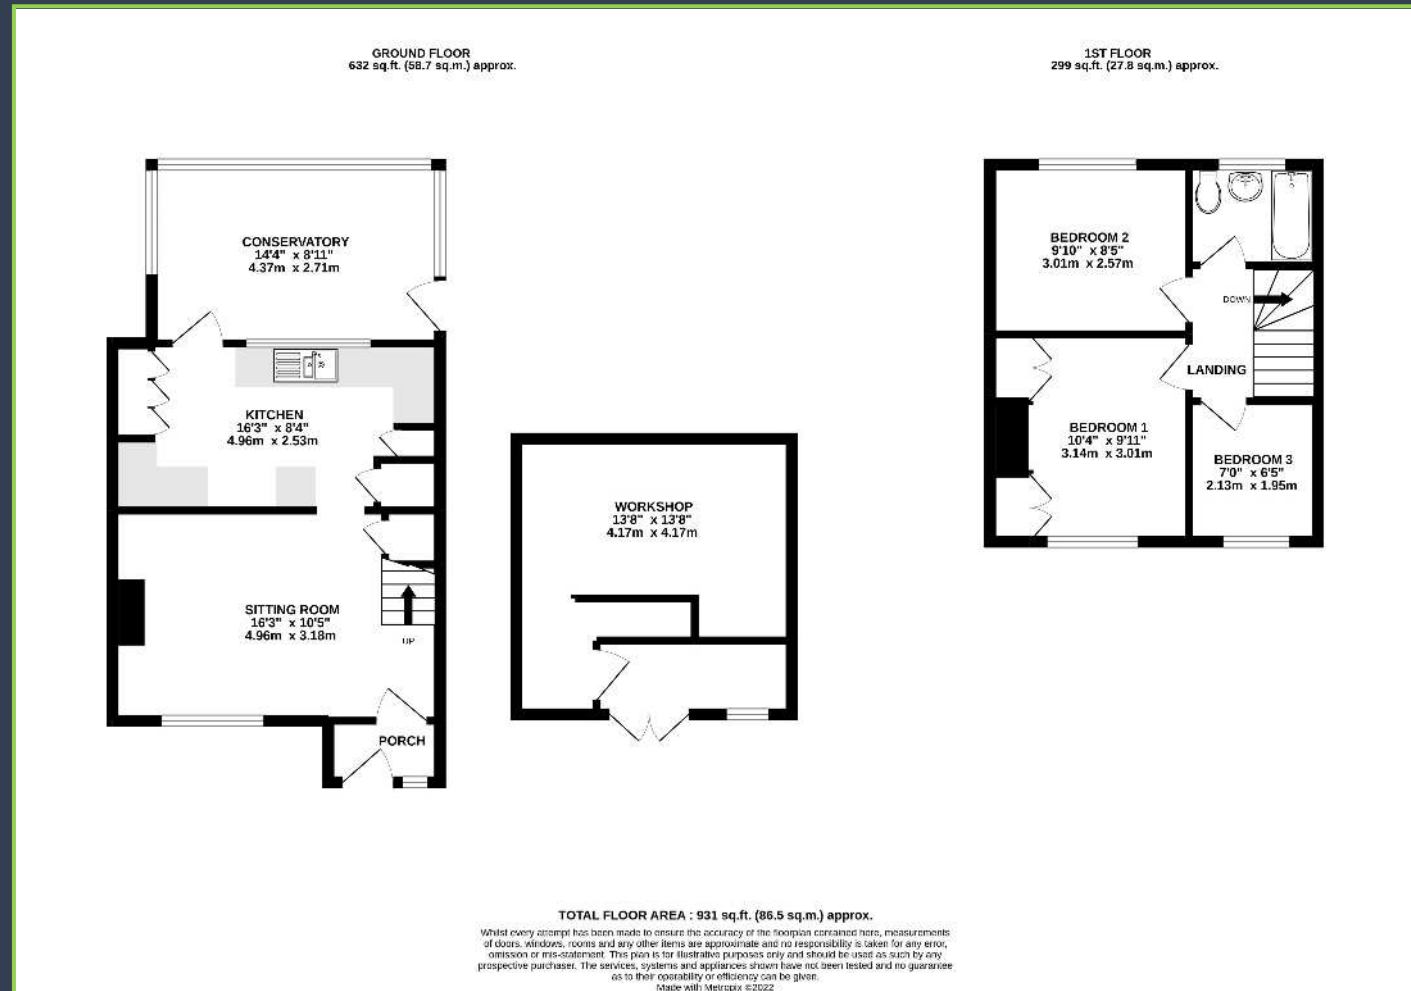 GROUND FLOOR
632 sq.ft. (58.7 sq.m.) approx.
1ST FLOOR
299 sq.ft. (27.8 sq.m.) approx.
CONSERVATORY
14'4" x 8'11"
4.37m x 2.71m
KITCHEN
16'3" x 8'4"
4.96m x 2.53m
SITTING ROOM
16'3" x 10'5"
4.96m x 3.18m
UP
PORCH
WORKSHOP
13'8" x 13'8"
4.17m x 4.17m
BEDROOM 2
9'10" x 8'5"
3.01m x 2.57m
DOWN
LANDING
BEDROOM 1
10'4" x 9'11"
3.14m x 3.01m
BEDROOM 3
7'0" x 6'5"
2.13m x 1.95m
TOTAL FLOOR AREA : 931 sq.ft. (86.5 sq.m.) approx.
Whilst every attempt has been made to ensure the accuracy of the floorplan contained here, measurements
of doors, windows, rooms and any other items are approximate and no responsibility is taken for any error,
omission or mis-statement. This plan is for illustrative purposes only and should be used as such by any
prospective purchaser. The services, systems and appliances shown have not been tested and no guarantee
as to their operability or efficiency can be given.
Made with Metropix ©2022